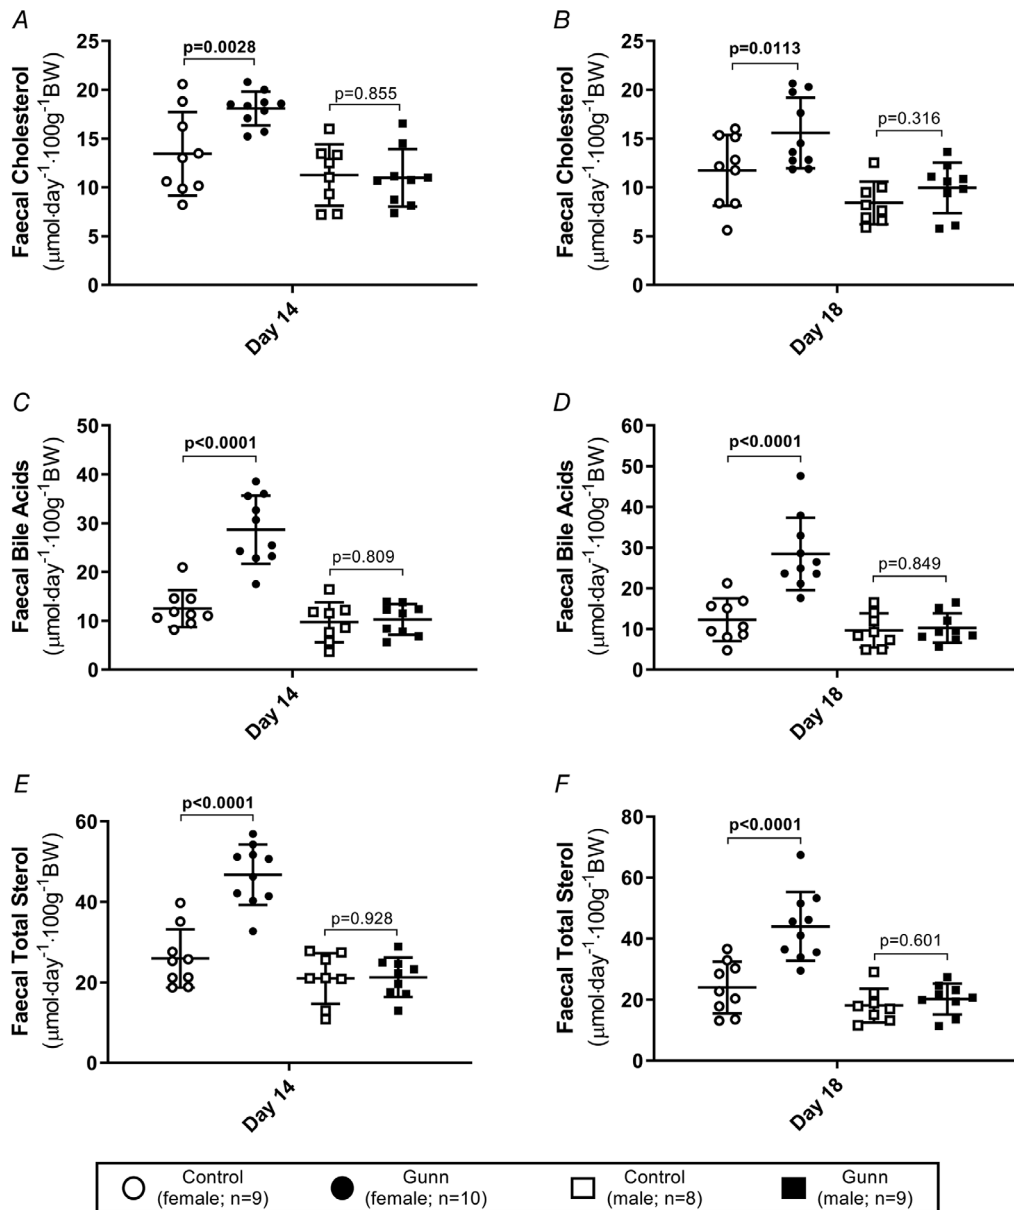 A
25
20
15
10
5
0
Faecal Cholesterol
(µmol·day⁻¹·100g⁻¹BW)
p=0.0028
p=0.855
Day 14
B
25
20
15
10
5
0
Faecal Cholesterol
(µmol·day⁻¹·100g⁻¹BW)
p=0.0113
p=0.316
Day 18
C
50
40
30
20
10
0
Faecal Bile Acids
(µmol·day⁻¹·100g⁻¹BW)
p<0.0001
p=0.809
Day 14
D
60
50
40
30
20
10
0
Faecal Bile Acids
(µmol·day⁻¹·100g⁻¹BW)
p<0.0001
p=0.849
Day 18
E
60
40
20
0
Faecal Total Sterol
(µmol·day⁻¹·100g⁻¹BW)
p<0.0001
p=0.928
Day 14
F
80
60
40
20
0
Faecal Total Sterol
(µmol·day⁻¹·100g⁻¹BW)
p<0.0001
p=0.601
Day 18
Control
(female; n=9)
Gunn
(female; n=10)
Control
(male; n=8)
Gunn
(male; n=9)